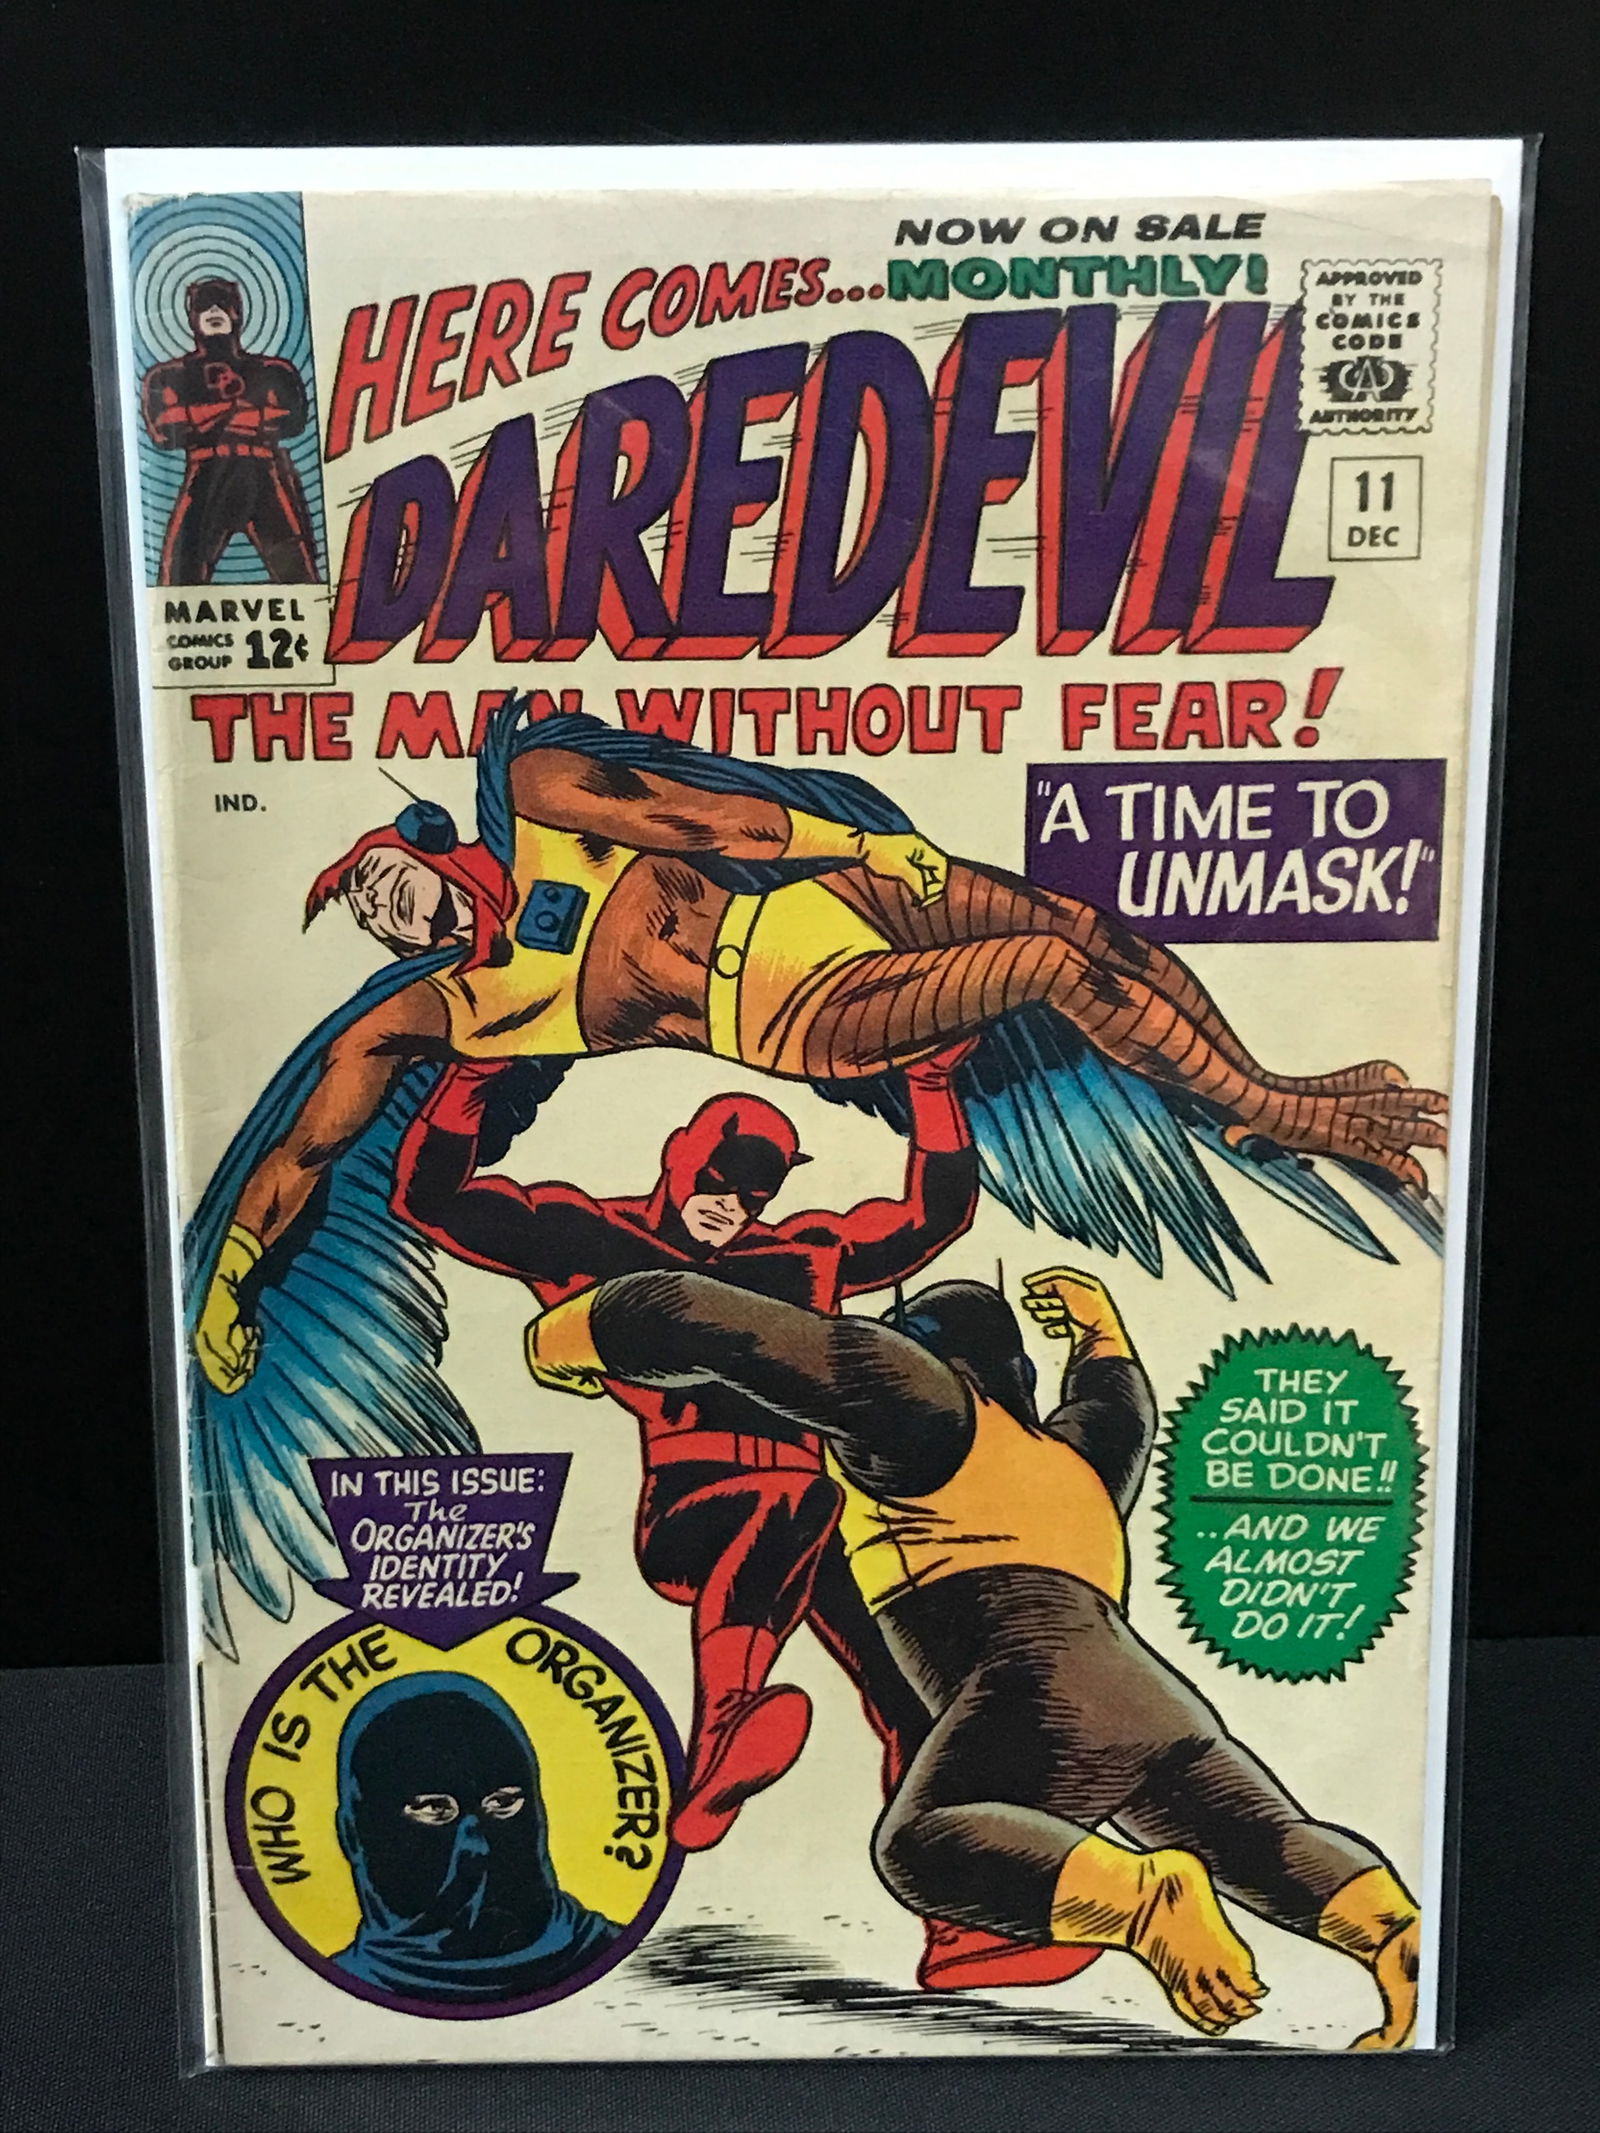 NOW ON SALE
HERE COMES...MONTHLY!
DAREDEVIL
APPROVED
BY THE
COMICS
CODE
CA
AUTHORITY
11
DEC
DD
MARVEL
COMICS
GROUP 12¢
THE MAN WITHOUT FEAR!
IND.
"A TIME TO
UNMASK!"
THEY
SAID IT
COULDN'T
BE DONE!!
..AND WE
ALMOST
DIDN'T
DO IT!
IN THIS ISSUE:
The
ORGANIZER'S
IDENTITY
REVEALED!
WHO IS THE ORGANIZER?